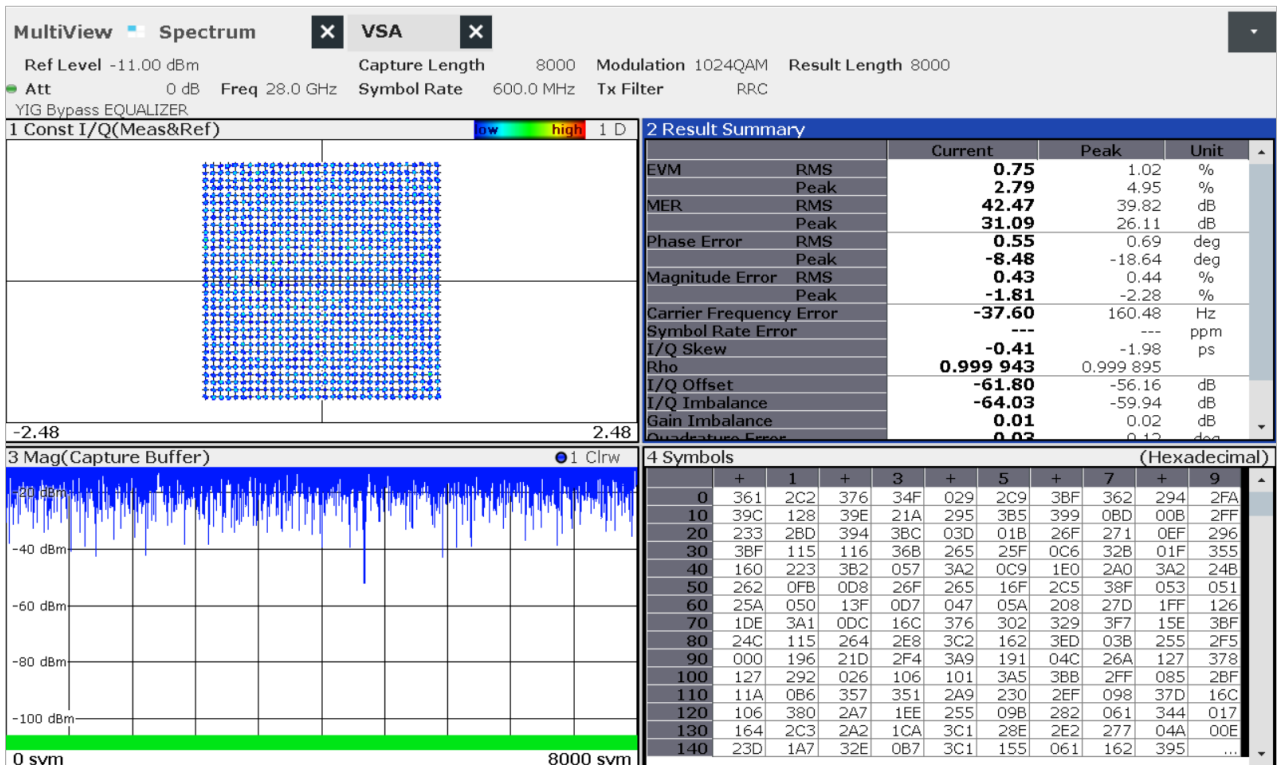 MultiView Spectrum VSA
Ref Level -11.00 dBm Capture Length 8000 Modulation 1024QAM Result Length 8000
Att 0 dB Freq 28.0 GHz Symbol Rate 600.0 MHz Tx Filter RRC
YIG Bypass EQUALIZER
1 Const I/Q(Meas&Ref) low high 1 D
-2.48 2.48
2 Result Summary
Current Peak Unit
EVM RMS 0.75 1.02 %
Peak 2.79 4.95 %
MER RMS 42.47 39.82 dB
Peak 31.09 26.11 dB
Phase Error RMS 0.55 0.69 deg
Peak -8.48 -18.64 deg
Magnitude Error RMS 0.43 0.44 %
Peak -1.81 -2.28 %
Carrier Frequency Error -37.60 160.48 Hz
Symbol Rate Error --- --- ppm
I/Q Skew -0.41 -1.98 ps
Rho 0.999 943 0.999 895
I/Q Offset -61.80 -56.16 dB
I/Q Imbalance -64.03 -59.94 dB
Gain Imbalance 0.01 0.02 dB
Quadrature Error 0.03 0.12 deg
3 Mag(Capture Buffer) 1 Clrw
-20 dBm
-40 dBm
-60 dBm
-80 dBm
-100 dBm
0 sym 8000 sym
4 Symbols (Hexadecimal)
+ 1 + 3 + 5 + 7 + 9
0 361 2C2 376 34F 029 2C9 3BF 362 294 2FA
10 39C 128 39E 21A 295 3B5 399 0BD 00B 2FF
20 233 2BD 394 3BC 03D 01B 26F 271 0EF 296
30 3BF 115 116 36B 265 25F 0C6 32B 01F 355
40 160 223 3B2 057 3A2 0C9 1E0 2A0 3A2 24B
50 262 0FB 0D8 26F 265 16F 2C5 38F 053 051
60 25A 050 13F 0D7 047 05A 208 27D 1FF 126
70 1DE 3A1 0DC 16C 376 302 329 3F7 15E 3BF
80 24C 115 264 2E8 3C2 162 3ED 03B 255 2F5
90 000 196 21D 2F4 3A9 191 04C 26A 127 378
100 127 292 026 106 101 3A5 3BB 2FF 085 2BF
110 11A 0B6 357 351 2A9 230 2EF 098 37D 16C
120 106 380 2A7 1EE 255 09B 282 061 344 017
130 164 2C3 2A2 1CA 3C1 28E 2E2 277 04A 00E
140 23D 1A7 32E 0B7 3C1 155 061 162 395 ...